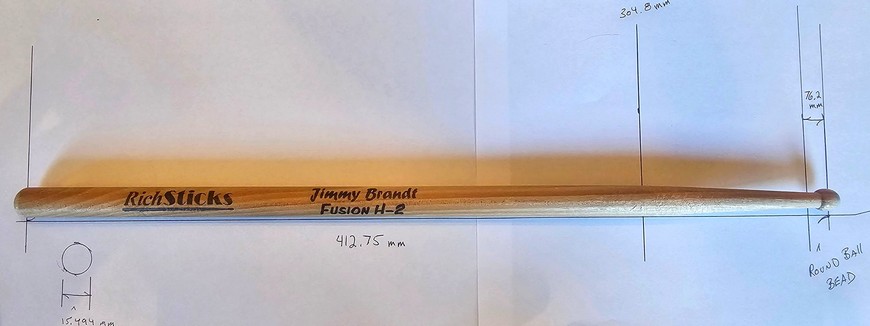 304.8 mm
76.2
mm
RichSticks
Jimmy Brandt
Fusion H-2
412.75 mm
ROUND BAll
BEAD
15.494 mm